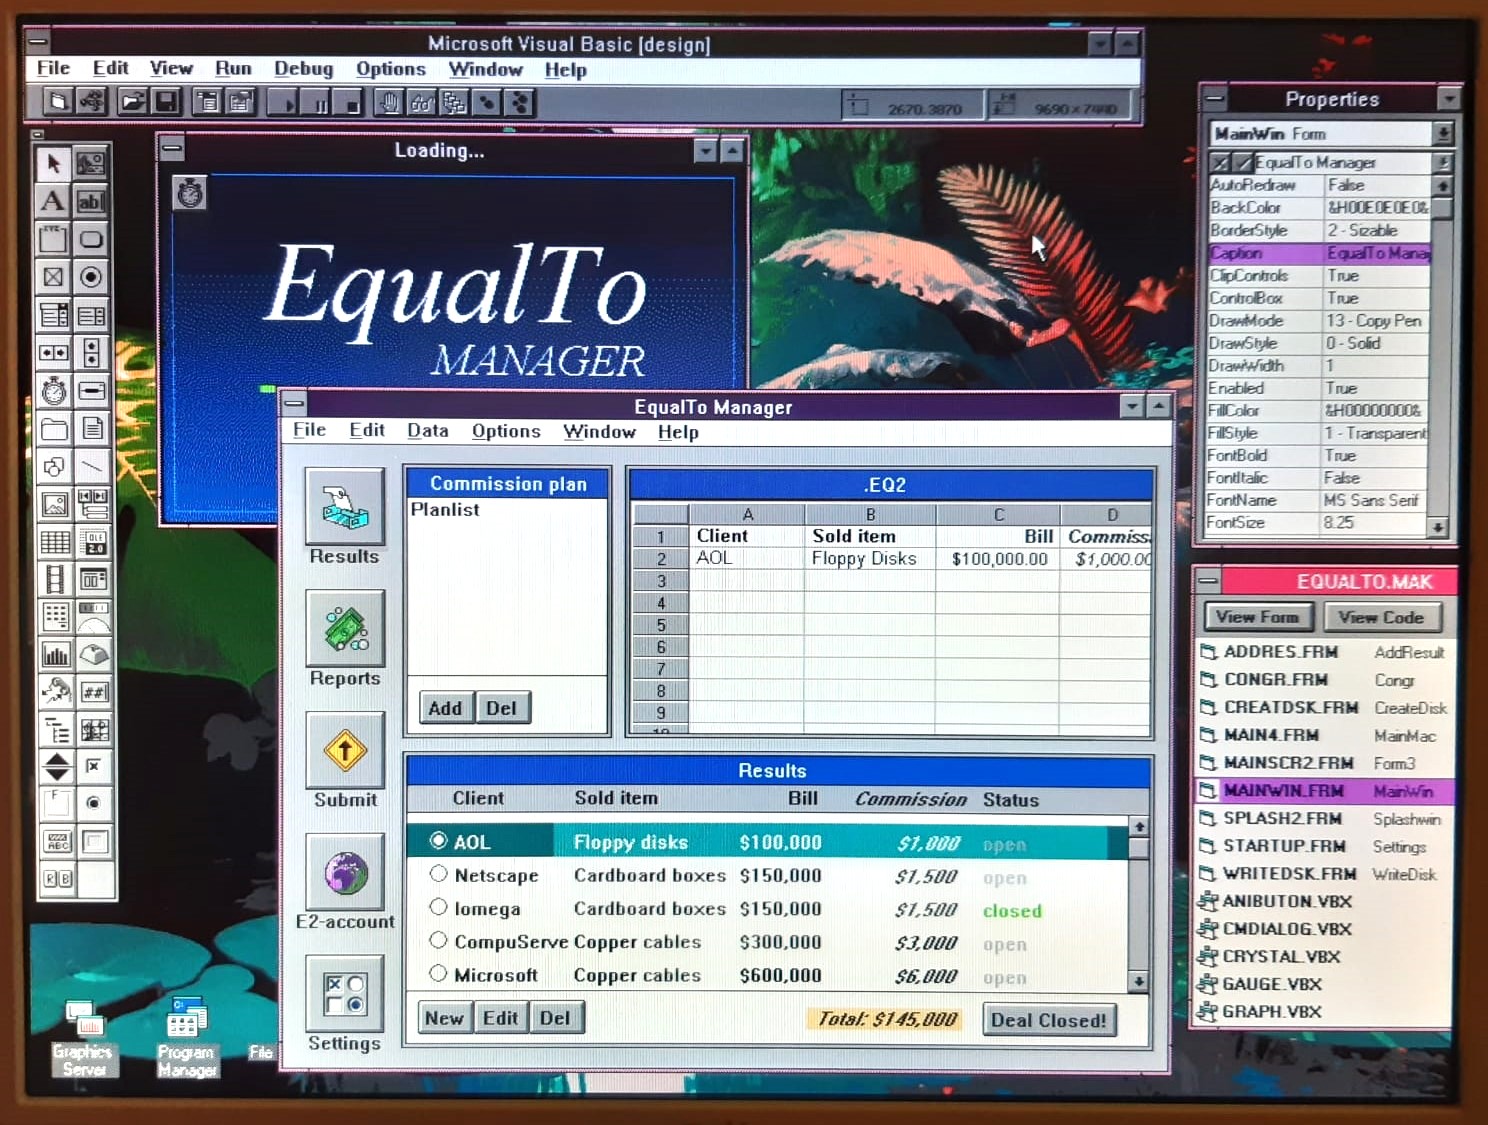 Microsoft Visual Basic [design]
File Edit View Run Debug Options Window Help
2670,3870 9690 x 7440
Loading...
EqualTo
MANAGER
Properties
MainWin Form
EqualTo Manager
AutoRedraw False
BackColor &H00E0E0E0&
BorderStyle 2 - Sizable
Caption EqualTo Mana
ClipControls True
ControlBox True
DrawMode 13 - Copy Pen
DrawStyle 0 - Solid
DrawWidth 1
Enabled True
FillColor &H00000000&
FillStyle 1 - Transparent
FontBold True
FontItalic False
FontName MS Sans Serif
FontSize 8.25
EqualTo Manager
File Edit Data Options Window Help
Results
Reports
Submit
E2-account
Settings
Commission plan
Planlist
Add Del
.EQ2
A B C D
1 Client Sold item Bill Commiss
2 AOL Floppy Disks $100,000.00 $1,000.00
3
4
5
6
7
8
9
10
Results
Client Sold item Bill Commission Status
AOL Floppy disks $100,000 $1,000 open
Netscape Cardboard boxes $150,000 $1,500 open
Iomega Cardboard boxes $150,000 $1,500 closed
CompuServe Copper cables $300,000 $3,000 open
Microsoft Copper cables $600,000 $6,000 open
New Edit Del Total: $145,000 Deal Closed!
EQUALTO.MAK
View Form View Code
ADDRES.FRM AddResult
CONGR.FRM Congr
CREATDSK.FRM CreateDisk
MAIN4.FRM MainMac
MAINSCR2.FRM Form3
MAINWIN.FRM MainWin
SPLASH2.FRM Splashwin
STARTUP.FRM Settings
WRITEDSK.FRM WriteDisk
ANIBUTON.VBX
CMDIALOG.VBX
CRYSTAL.VBX
GAUGE.VBX
GRAPH.VBX
Graphics
Server
Program
Manager
File